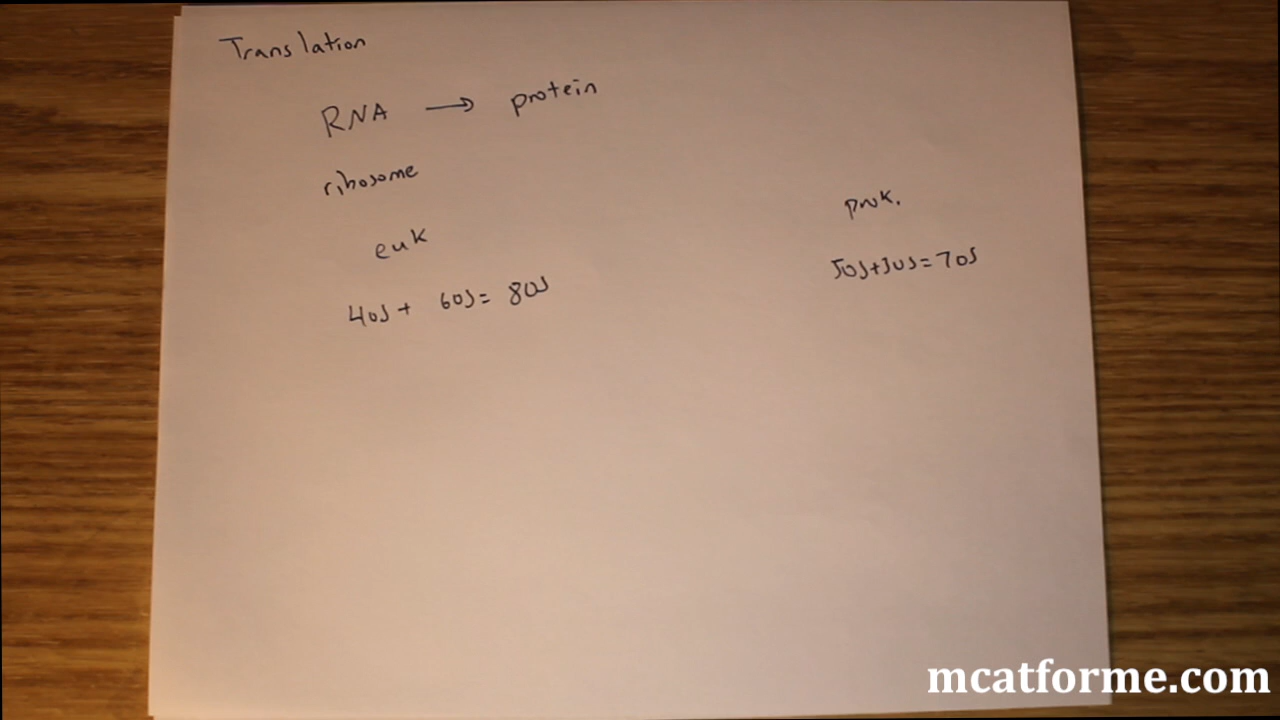 Translation
RNA → protein
ribosome
euk
prok.
40S + 60S = 80S
50S+30S=70S
mcatforme.com